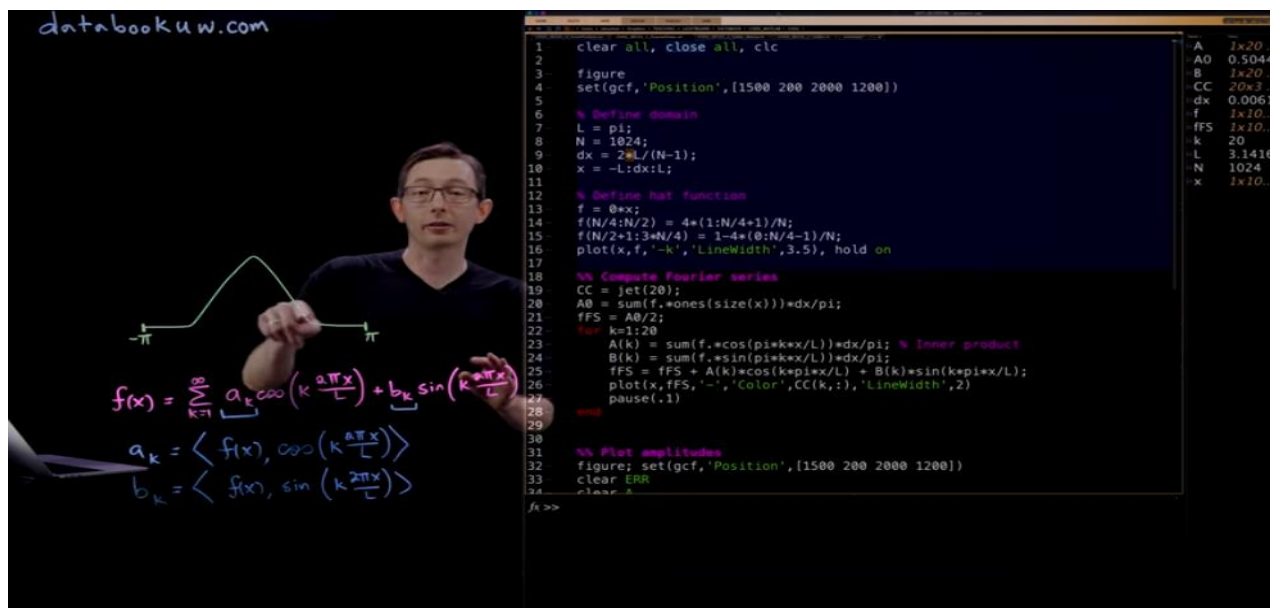 databookuw.com
-π
π
f(x) = ∑ k=1 ∞ a_k cos(k 2πx/L) + b_k sin(k 2πx/L)
a_k = ⟨ f(x), cos(k 2πx/L) ⟩
b_k = ⟨ f(x), sin(k 2πx/L) ⟩
1 clear all, close all, clc
2
3 figure
4 set(gcf,'Position',[1500 200 2000 1200])
5
6 % Define domain
7 L = pi;
8 N = 1024;
9 dx = 2*L/(N-1);
10 x = -L:dx:L;
11
12 % Define hat function
13 f = 0*x;
14 f(N/4:N/2) = 4*(1:N/4+1)/N;
15 f(N/2+1:3*N/4) = 1-4*(0:N/4-1)/N;
16 plot(x,f,'-k','LineWidth',3.5), hold on
17
18 %% Compute Fourier series
19 CC = jet(20);
20 A0 = sum(f.*ones(size(x)))*dx/pi;
21 fFS = A0/2;
22 for k=1:20
23 A(k) = sum(f.*cos(pi*k*x/L))*dx/pi; % Inner product
24 B(k) = sum(f.*sin(pi*k*x/L))*dx/pi;
25 fFS = fFS + A(k)*cos(k*pi*x/L) + B(k)*sin(k*pi*x/L);
26 plot(x,fFS,'-','Color',CC(k,:),'LineWidth',2)
27 pause(.1)
28 end
29
30
31 %% Plot amplitudes
32 figure; set(gcf,'Position',[1500 200 2000 1200])
33 clear ERR
34 clear A
fx >>
A 1x20 ...
A0 0.5044
B 1x20 ...
CC 20x3 ...
dx 0.0061
f 1x10...
fFS 1x10...
k 20
L 3.1416
N 1024
x 1x10...